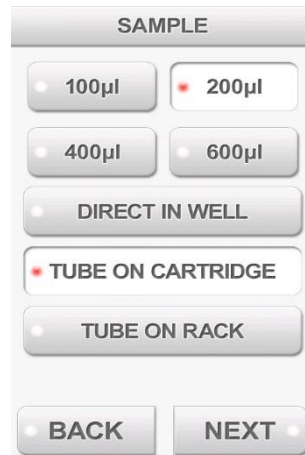 SAMPLE
100µl 200µl
400µl 600µl
DIRECT IN WELL
TUBE ON CARTRIDGE
TUBE ON RACK
BACK NEXT